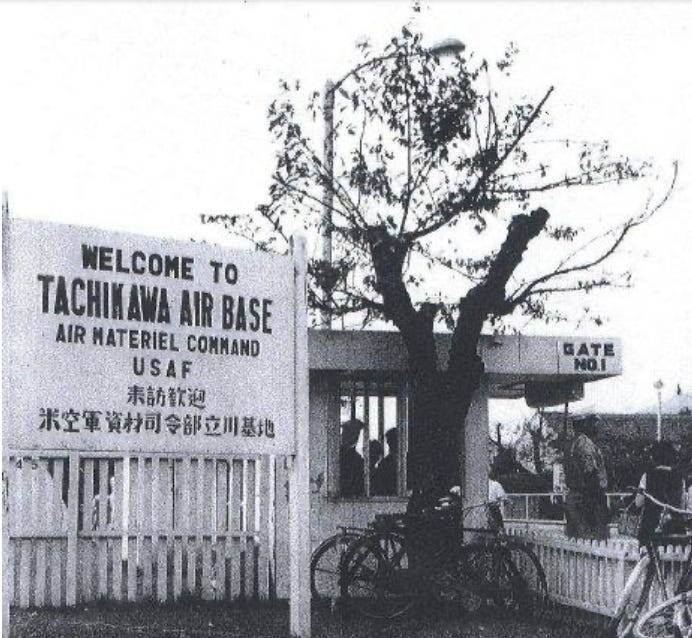 WELCOME TO
TACHIKAWA AIR BASE
AIR MATERIEL COMMAND
USAF
来訪歓迎
米空軍資材司令部立川基地
GATE
NO.1